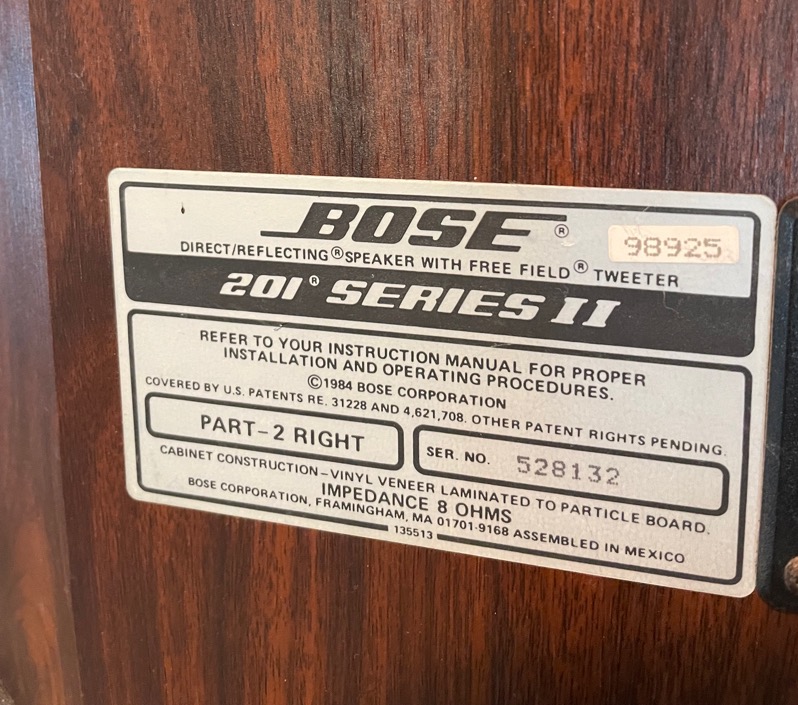 BOSE®
98925
DIRECT/REFLECTING® SPEAKER WITH FREE FIELD® TWEETER
201® SERIES II
REFER TO YOUR INSTRUCTION MANUAL FOR PROPER
INSTALLATION AND OPERATING PROCEDURES.
©1984 BOSE CORPORATION
COVERED BY U.S. PATENTS RE. 31228 AND 4,621,708. OTHER PATENT RIGHTS PENDING.
PART-2 RIGHT
SER. NO. 528132
CABINET CONSTRUCTION-VINYL VENEER LAMINATED TO PARTICLE BOARD.
IMPEDANCE 8 OHMS
BOSE CORPORATION, FRAMINGHAM, MA 01701-9168 ASSEMBLED IN MEXICO
135513